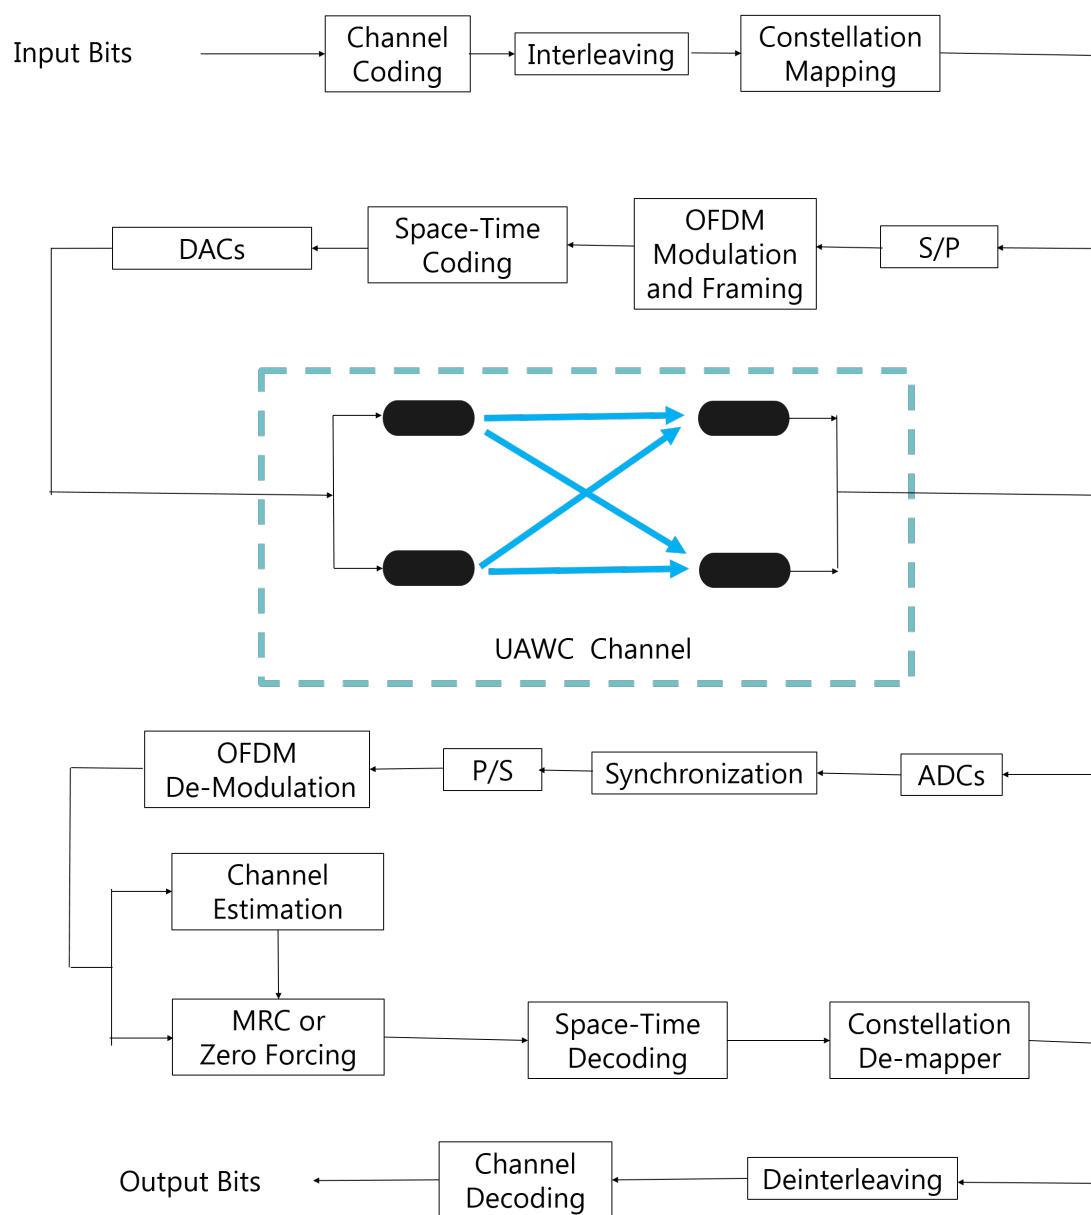 Input Bits
Channel
Coding
Interleaving
Constellation
Mapping
DACs
Space-Time
Coding
OFDM
Modulation
and Framing
S/P
UAWC Channel
OFDM
De-Modulation
P/S
Synchronization
ADCs
Channel
Estimation
MRC or
Zero Forcing
Space-Time
Decoding
Constellation
De-mapper
Output Bits
Channel
Decoding
Deinterleaving